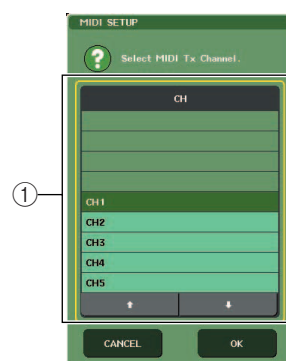 MIDI SETUP
?
Select MIDI Tx Channel.
①
CH
CH1
CH2
CH3
CH4
CH5
CANCEL OK